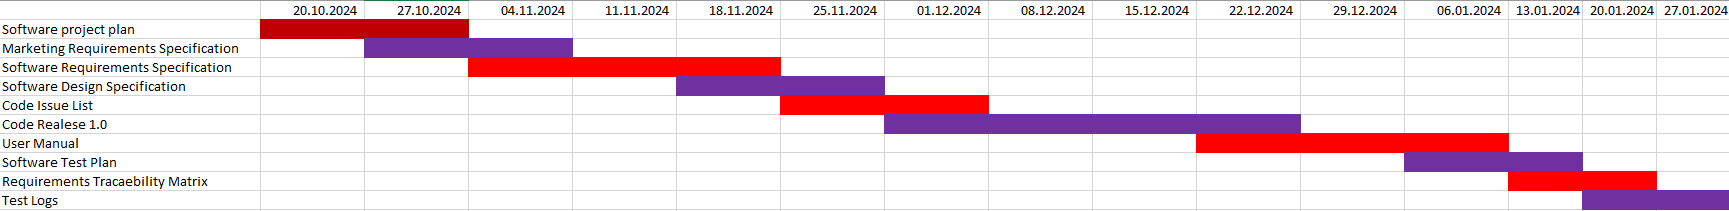 20.10.2024 27.10.2024 04.11.2024 11.11.2024 18.11.2024 25.11.2024 01.12.2024 08.12.2024 15.12.2024 22.12.2024 29.12.2024 06.01.2024 13.01.2024 20.01.2024 27.01.2024
Software project plan
Marketing Requirements Specification
Software Requirements Specification
Software Design Specification
Code Issue List
Code Realese 1.0
User Manual
Software Test Plan
Requirements Tracaebility Matrix
Test Logs